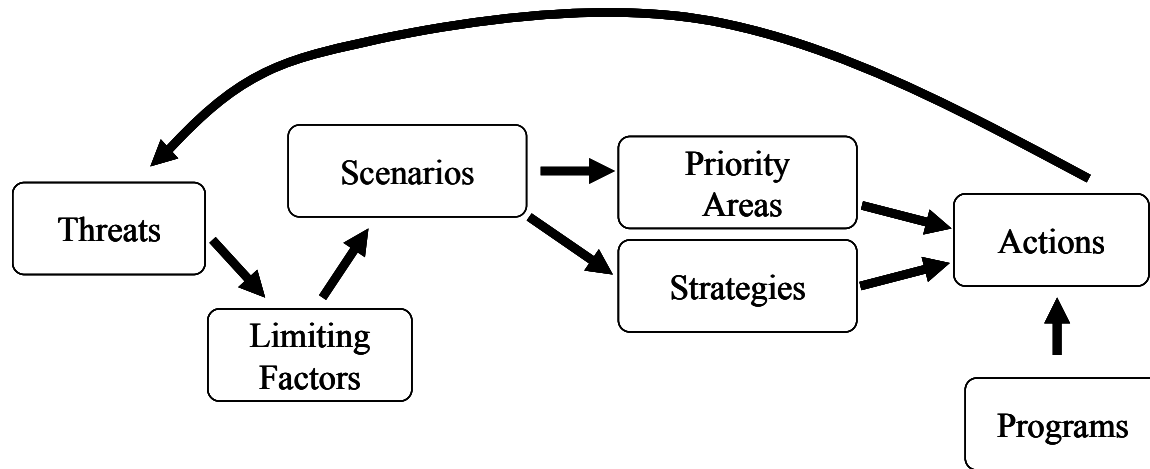 Threats
Limiting
Factors
Scenarios
Priority
Areas
Strategies
Actions
Programs